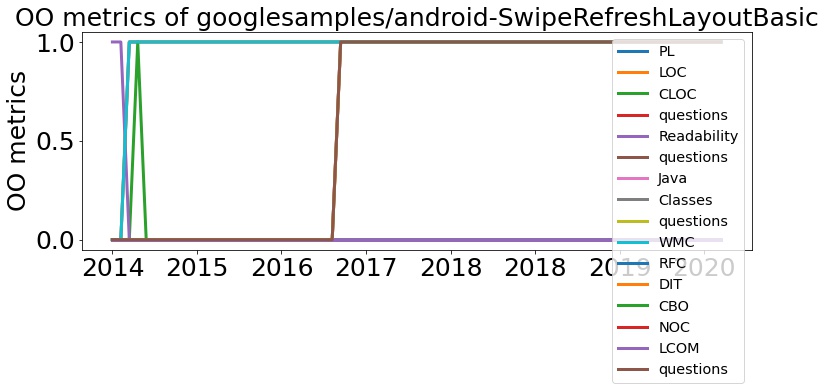 OO metrics of googlesamples/android-SwipeRefreshLayoutBasic
OO metrics
1.0
0.5
0.0
2014 2015 2016 2017 2018 2018 2019 2020
PL
LOC
CLOC
questions
Readability
questions
Java
Classes
questions
WMC
RFC
DIT
CBO
NOC
LCOM
questions